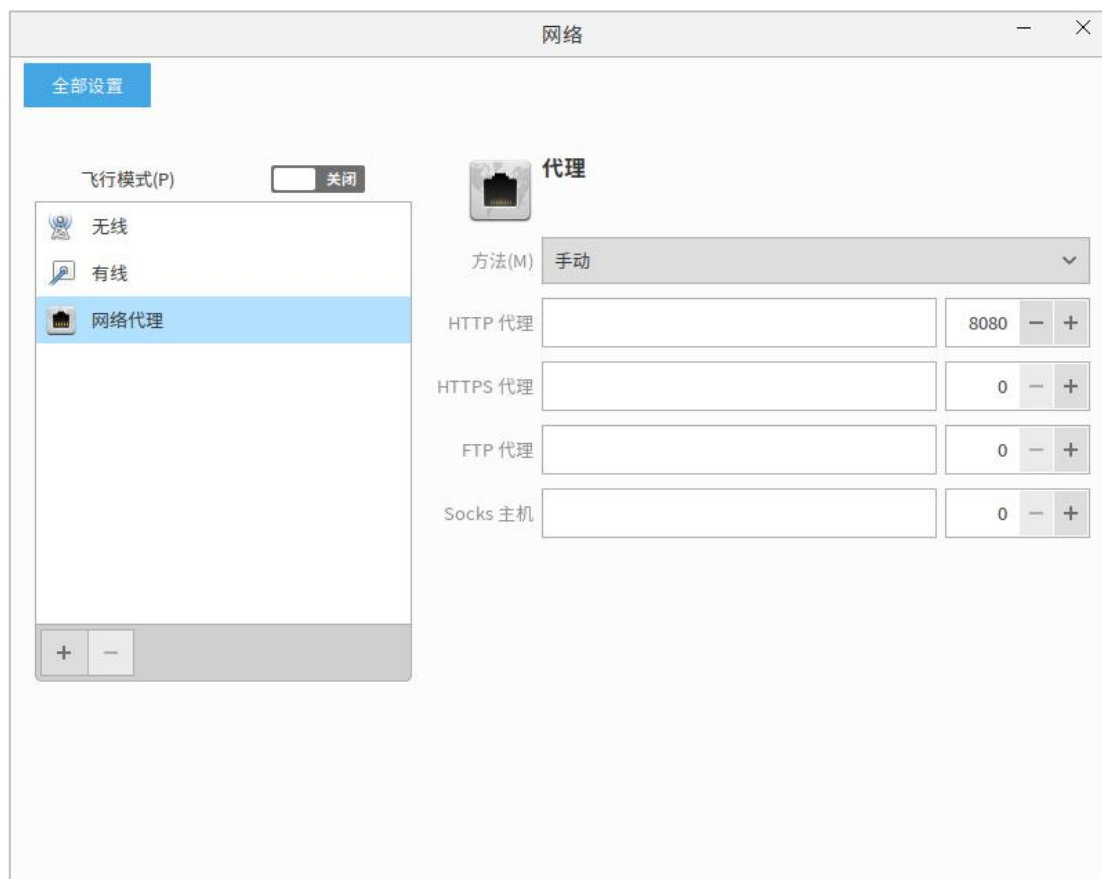 网络
全部设置
飞行模式(P)
关闭
无线
有线
网络代理
代理
方法(M) 手动
HTTP 代理 8080 − +
HTTPS 代理 0 − +
FTP 代理 0 − +
Socks 主机 0 − +
+ −